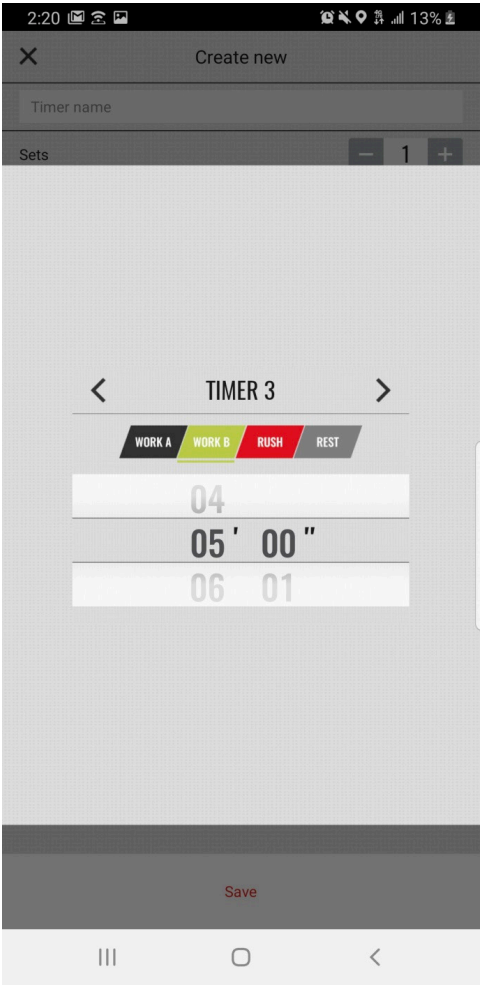 2:20 13%
Create new
Timer name
Sets 1
TIMER 3
WORK A WORK B RUSH REST
04
05' 00"
06 01
Save